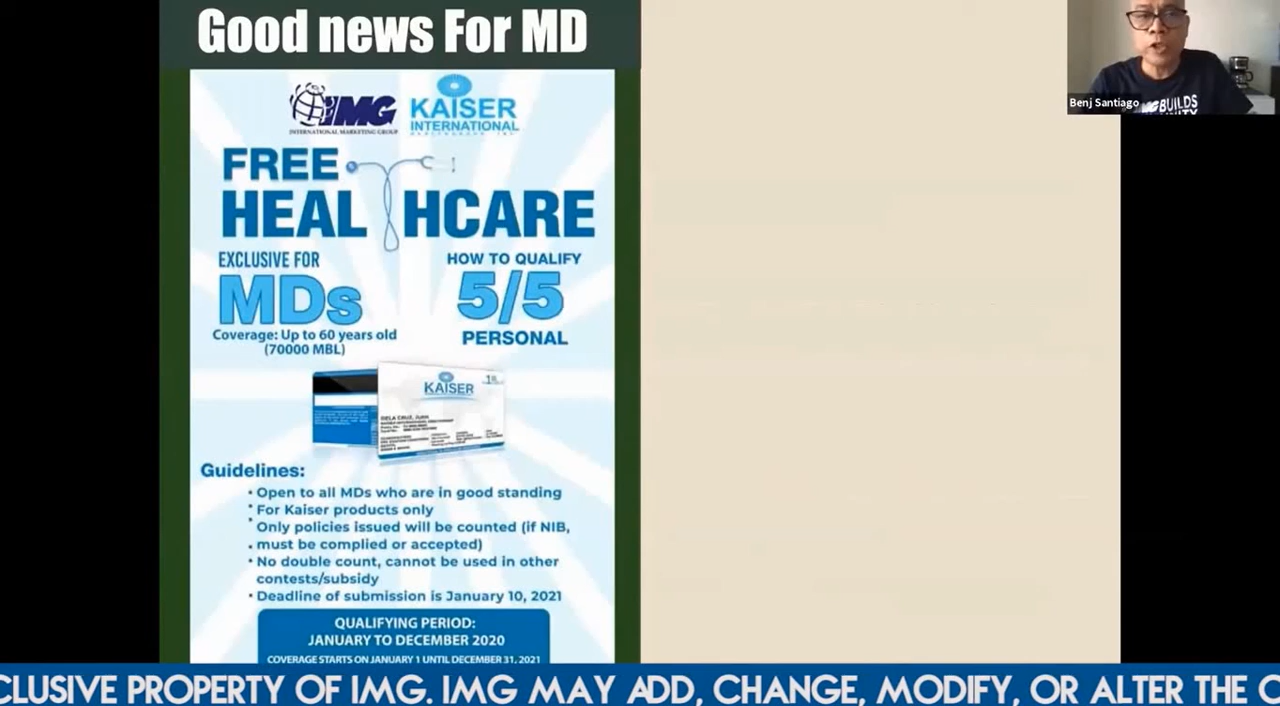 Good news For MD
Benj Santiago
BUILDS
IMG
INTERNATIONAL MARKETING GROUP
KAISER
INTERNATIONAL
FREE
HEALTHCARE
EXCLUSIVE FOR
MDs
Coverage: Up to 60 years old
(70000 MBL)
HOW TO QUALIFY
5/5
PERSONAL
KAISER
DELA CRUZ, JUAN
Guidelines:
• Open to all MDs who are in good standing
• For Kaiser products only
• Only policies issued will be counted (if NIB,
• must be complied or accepted)
• No double count, cannot be used in other
contests/subsidy
• Deadline of submission is January 10, 2021
QUALIFYING PERIOD:
JANUARY TO DECEMBER 2020
COVERAGE STARTS ON JANUARY 1 UNTIL DECEMBER 31, 2021
CLUSIVE PROPERTY OF IMG. IMG MAY ADD, CHANGE, MODIFY, OR ALTER THE C